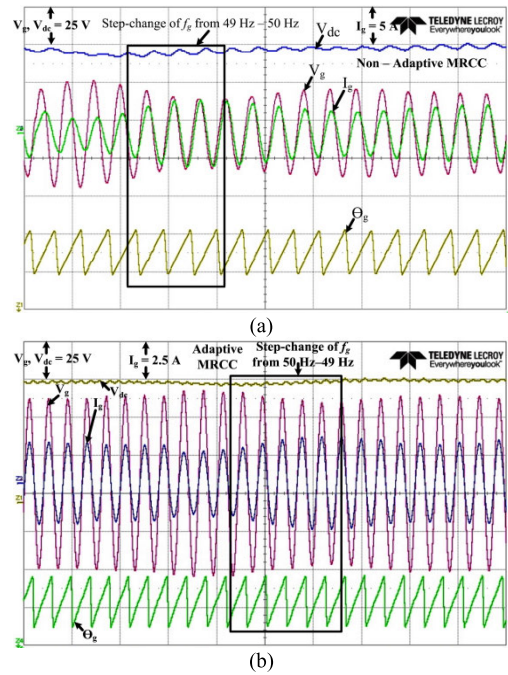 Vg, Vdc = 25 V
Step-change of fg from 49 Hz – 50 Hz
Vdc
Ig = 5 A
TELEDYNE LECROY
Everywhereyoulook™
Non – Adaptive MRCC
Vg
Ig
Θg
(a)
Vg, Vdc = 25 V
Ig = 2.5 A
Adaptive
MRCC
Step-change of fg
from 50 Hz–49 Hz
TELEDYNE LECROY
Everywhereyoulook™
Vg
Ig
Vdc
Θg
(b)